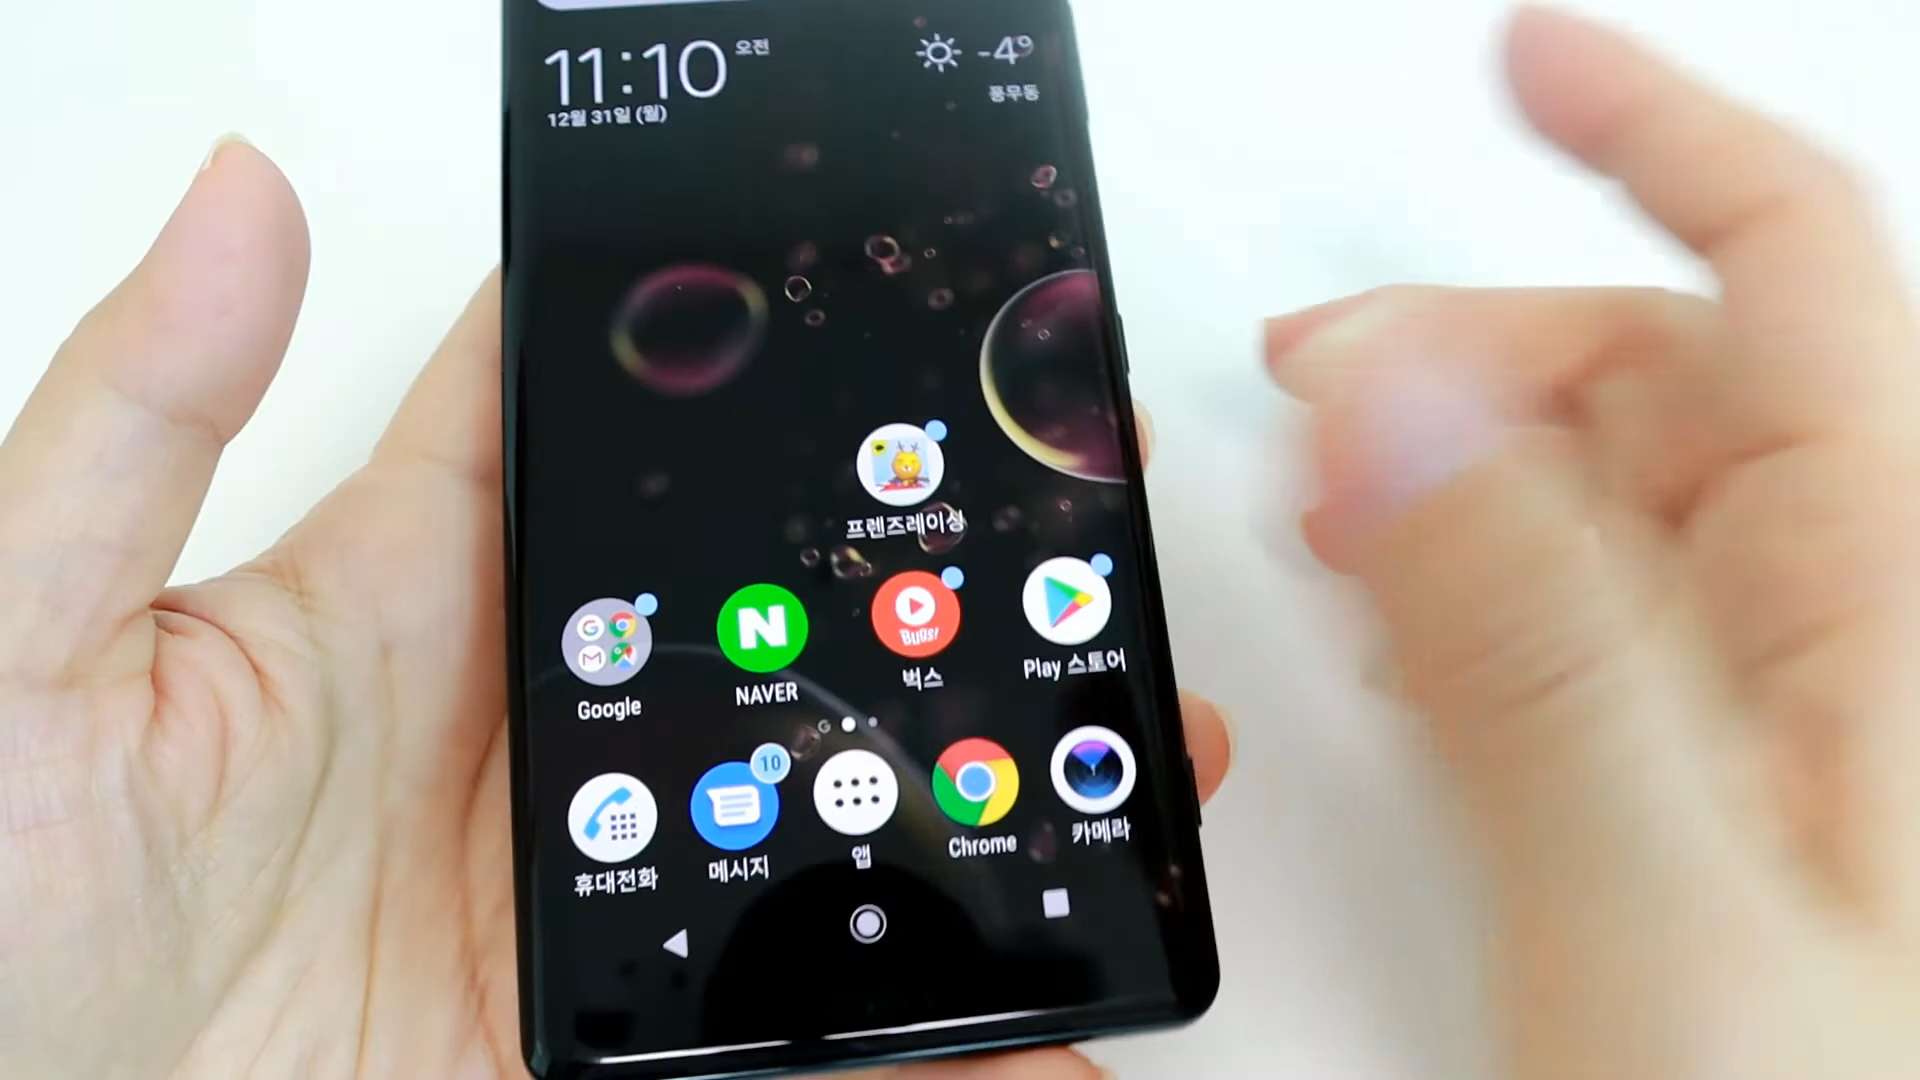 11:10 오전
-4°
12월 31일 (월)
풍무동
프렌즈레이싱
N
Bugs!
Google
NAVER
벅스
Play 스토어
G
10
휴대전화
메시지
앱
Chrome
카메라